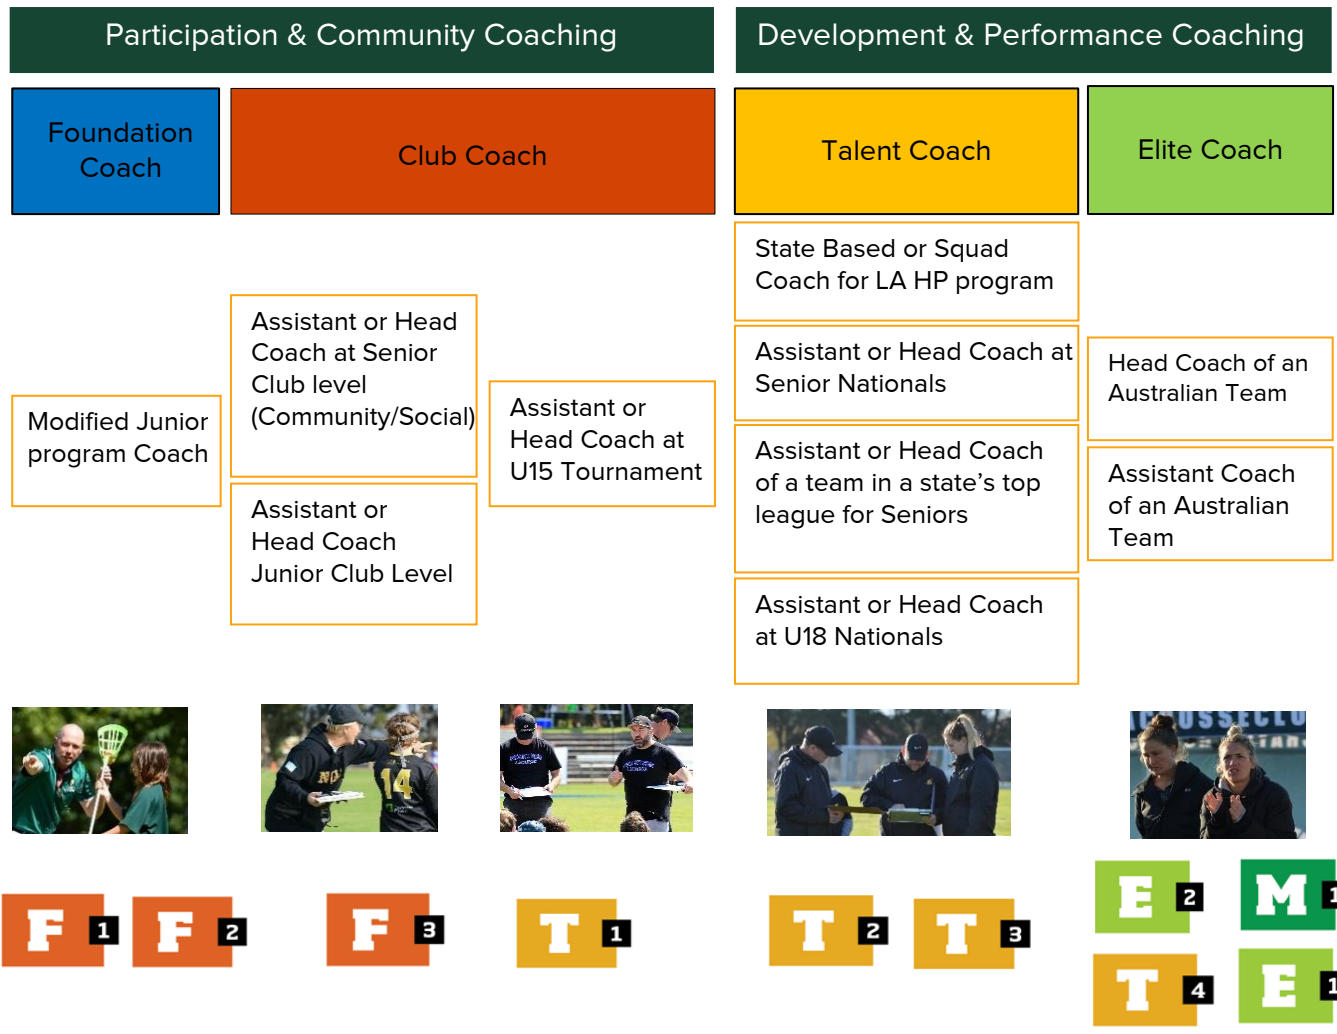 Participation & Community Coaching
Development & Performance Coaching
Foundation
Coach
Club Coach
Talent Coach
Elite Coach
Modified Junior
program Coach
Assistant or Head
Coach at Senior
Club level
(Community/Social)
Assistant or
Head Coach
Junior Club Level
Assistant or
Head Coach at
U15 Tournament
State Based or Squad
Coach for LA HP program
Assistant or Head Coach at
Senior Nationals
Assistant or Head Coach
of a team in a state’s top
league for Seniors
Assistant or Head Coach
at U18 Nationals
Head Coach of an
Australian Team
Assistant Coach
of an Australian
Team
14
F 1
F 2
F 3
T 1
T 2
T 3
E 2
M 1
T 4
E 1